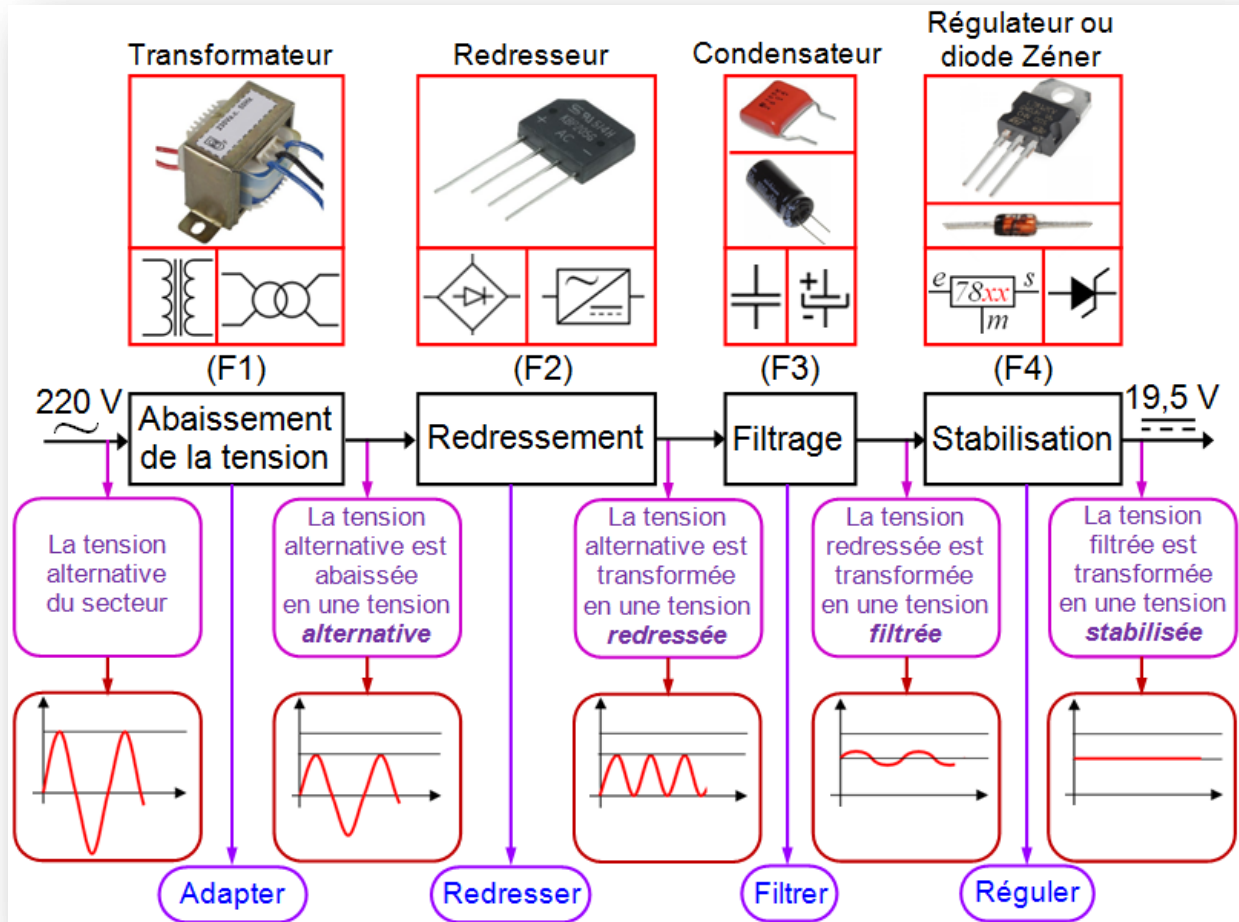 Transformateur
Redresseur
Condensateur
Régulateur ou
diode Zéner
+
AC
-
+
-
e
78xx
s
m
(F1)
(F2)
(F3)
(F4)
220 V
Abaissement
de la tension
Redressement
Filtrage
Stabilisation
19,5 V
La tension
alternative
du secteur
La tension
alternative est
abaissée
en une tension
alternative
La tension
alternative est
transformée
en une tension
redressée
La tension
redressée est
transformée
en une tension
filtrée
La tension
filtrée est
transformée
en une tension
stabilisée
Adapter
Redresser
Filtrer
Réguler